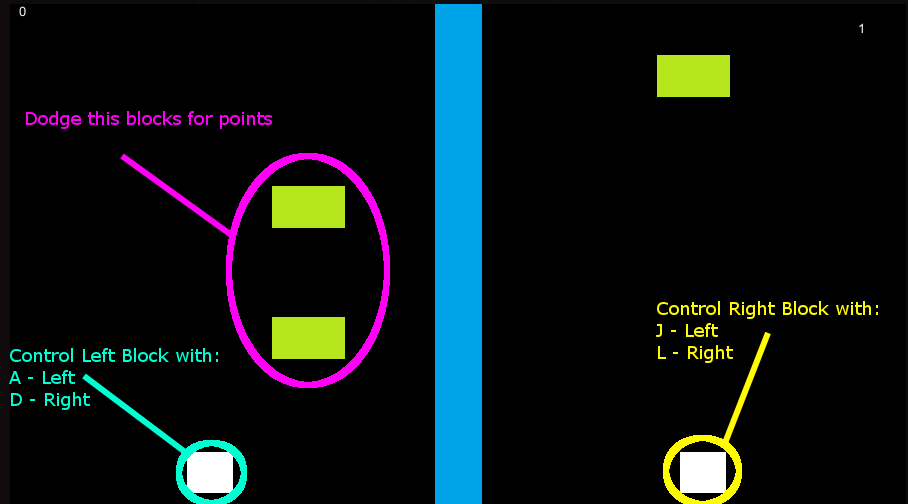 0
1
Dodge this blocks for points
Control Right Block with:
J - Left
L - Right
Control Left Block with:
A - Left
D - Right